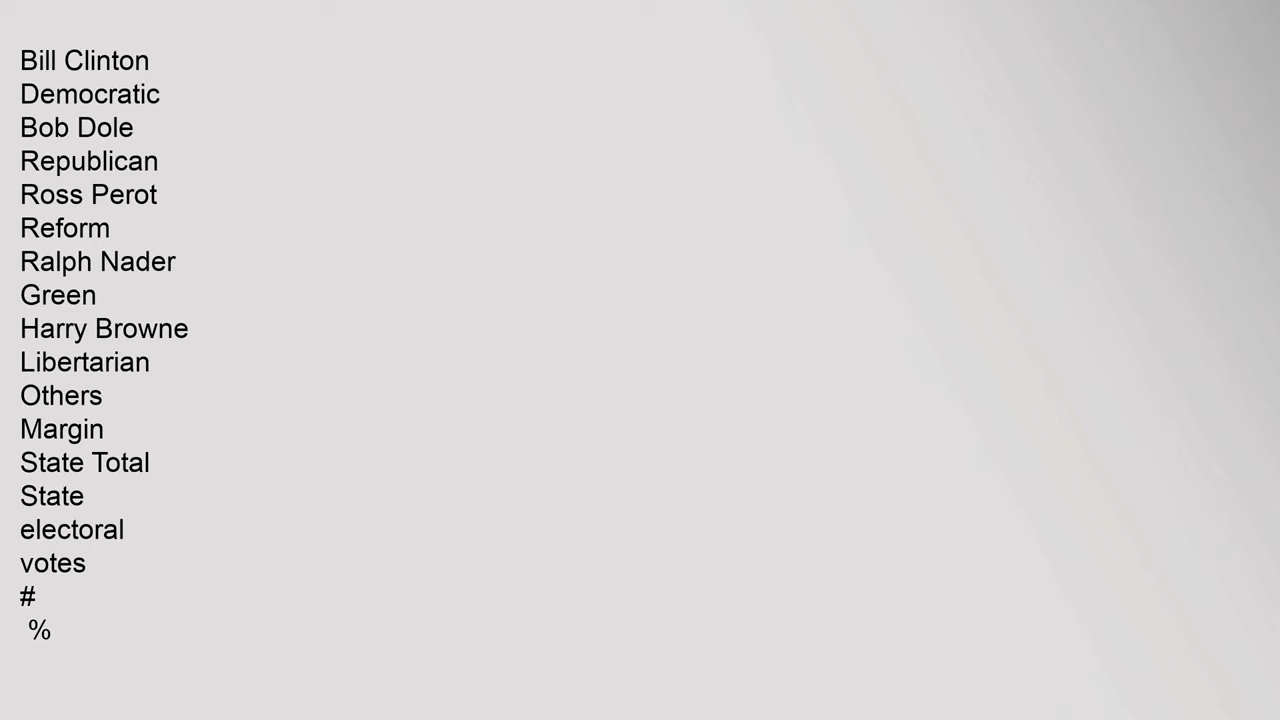 Bill Clinton
Democratic
Bob Dole
Republican
Ross Perot
Reform
Ralph Nader
Green
Harry Browne
Libertarian
Others
Margin
State Total
State
electoral
votes
#
%